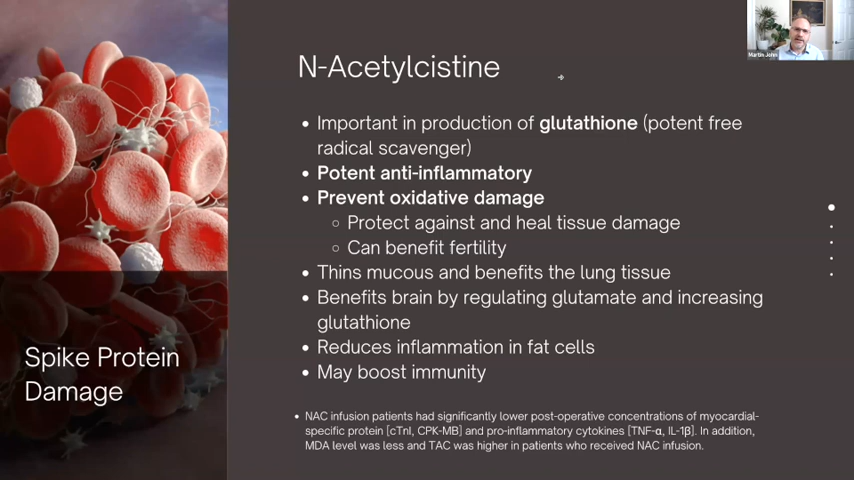 N-Acetylcistine
Martin John
• Important in production of glutathione (potent free
radical scavenger)
• Potent anti-inflammatory
• Prevent oxidative damage
○ Protect against and heal tissue damage
○ Can benefit fertility
• Thins mucous and benefits the lung tissue
• Benefits brain by regulating glutamate and increasing
glutathione
• Reduces inflammation in fat cells
• May boost immunity
Spike Protein
Damage
• NAC infusion patients had significantly lower post-operative concentrations of myocardial-
specific protein [cTnI, CPK-MB] and pro-inflammatory cytokines [TNF-α, IL-1β]. In addition,
MDA level was less and TAC was higher in patients who received NAC infusion.